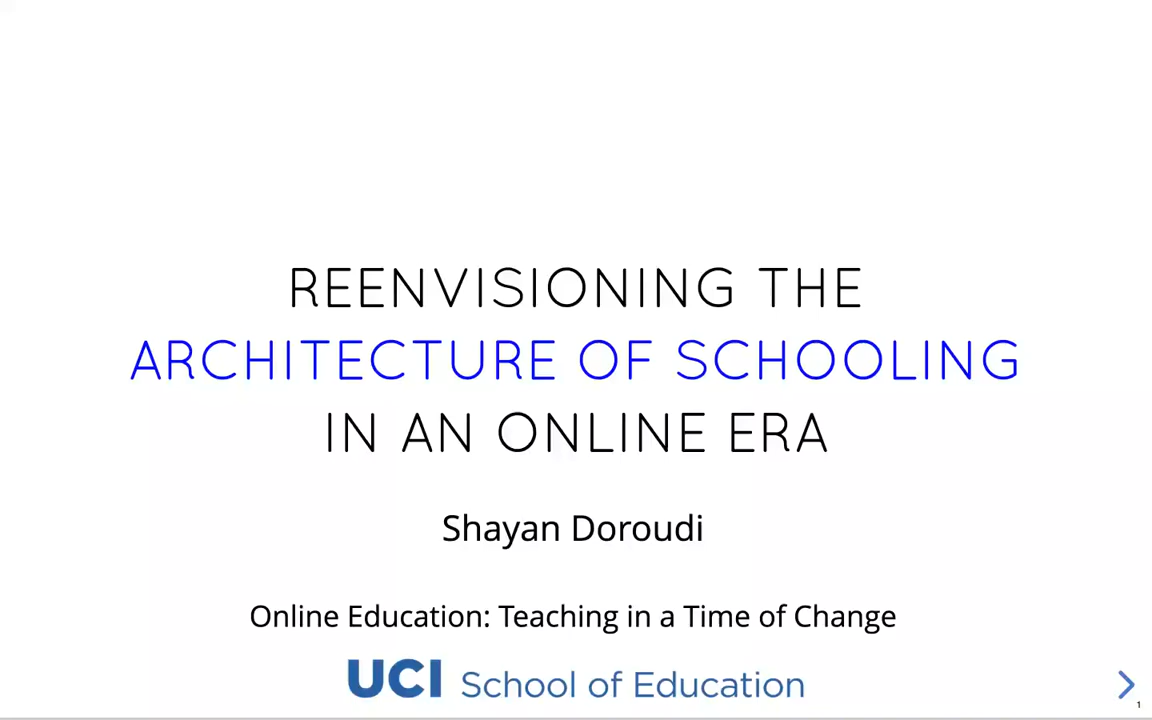 REENVISIONING THE
ARCHITECTURE OF SCHOOLING
IN AN ONLINE ERA
Shayan Doroudi
Online Education: Teaching in a Time of Change
UCI School of Education
1